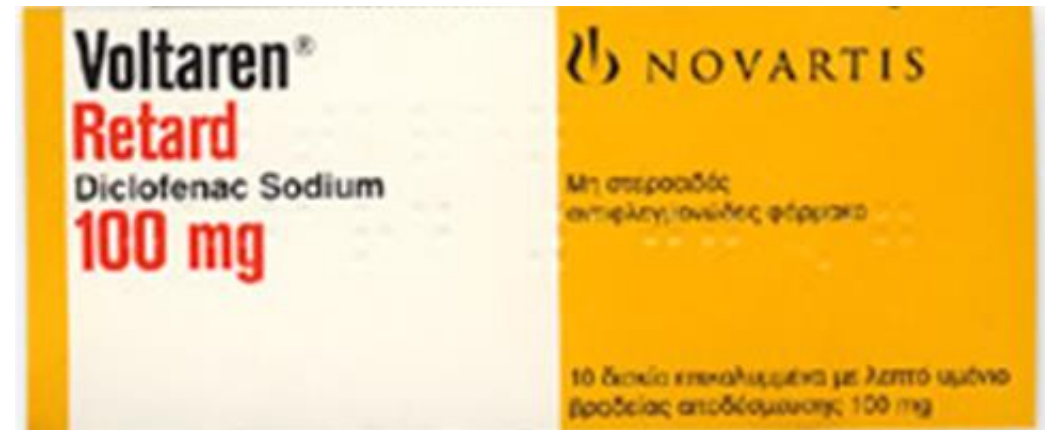 Voltaren®
Retard
Diclofenac Sodium
100 mg
NOVARTIS
Μη στεροειδές
αντιφλεγμονώδες φάρμακο
10 δισκία επικαλυμμένα με λεπτό υμένιο
βραδείας αποδέσμευσης 100 mg